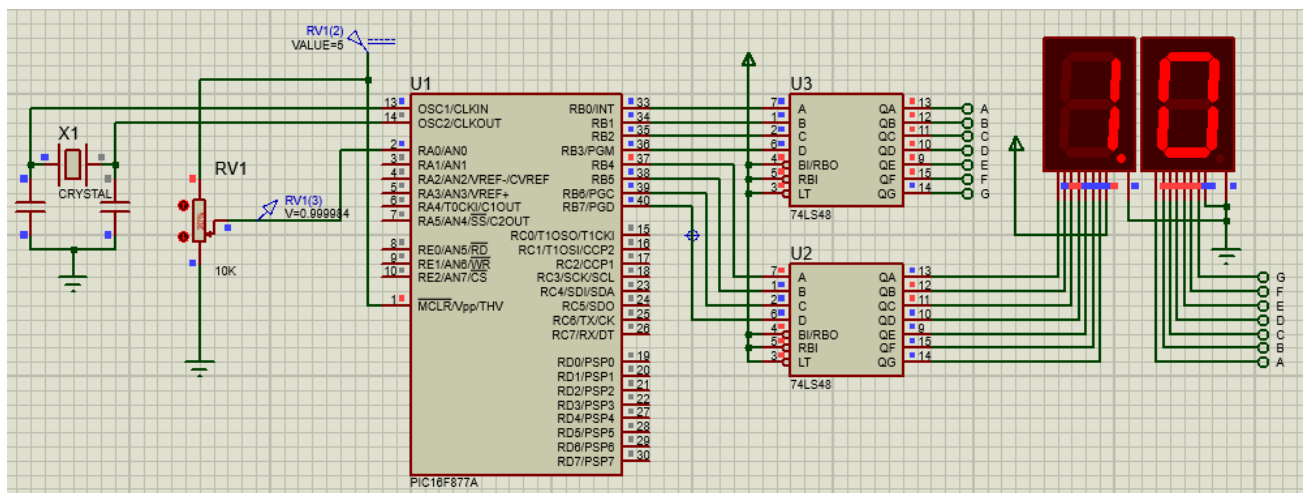 RV1(2)
VALUE=5
X1
CRYSTAL
RV1
20%
RV1(3)
V=0.999984
10K
U1
13 OSC1/CLKIN RB0/INT 33
14 OSC2/CLKOUT RB1 34
RB2 35
2 RA0/AN0 RB3/PGM 36
3 RA1/AN1 RB4 37
4 RA2/AN2/VREF-/CVREF RB5 38
5 RA3/AN3/VREF+ RB6/PGC 39
6 RA4/T0CKI/C1OUT RB7/PGD 40
7 RA5/AN4/SS/C2OUT
RC0/T1OSO/T1CKI 15
8 RE0/AN5/RD RC1/T1OSI/CCP2 16
9 RE1/AN6/WR RC2/CCP1 17
10 RE2/AN7/CS RC3/SCK/SCL 18
RC4/SDI/SDA 23
1 MCLR/Vpp/THV RC5/SDO 24
RC6/TX/CK 25
RC7/RX/DT 26
RD0/PSP0 19
RD1/PSP1 20
RD2/PSP2 21
RD3/PSP3 22
RD4/PSP4 27
RD5/PSP5 28
RD6/PSP6 29
RD7/PSP7 30
PIC16F877A
U3
7 A QA 13 A
1 B QB 12 B
2 C QC 11 C
6 D QD 10 D
4 BI/RBO QE 9 E
5 RBI QF 15 F
3 LT QG 14 G
74LS48
U2
7 A QA 13
1 B QB 12
2 C QC 11
6 D QD 10
4 BI/RBO QE 9
5 RBI QF 15
3 LT QG 14
74LS48
1.0
G
F
E
D
C
B
A